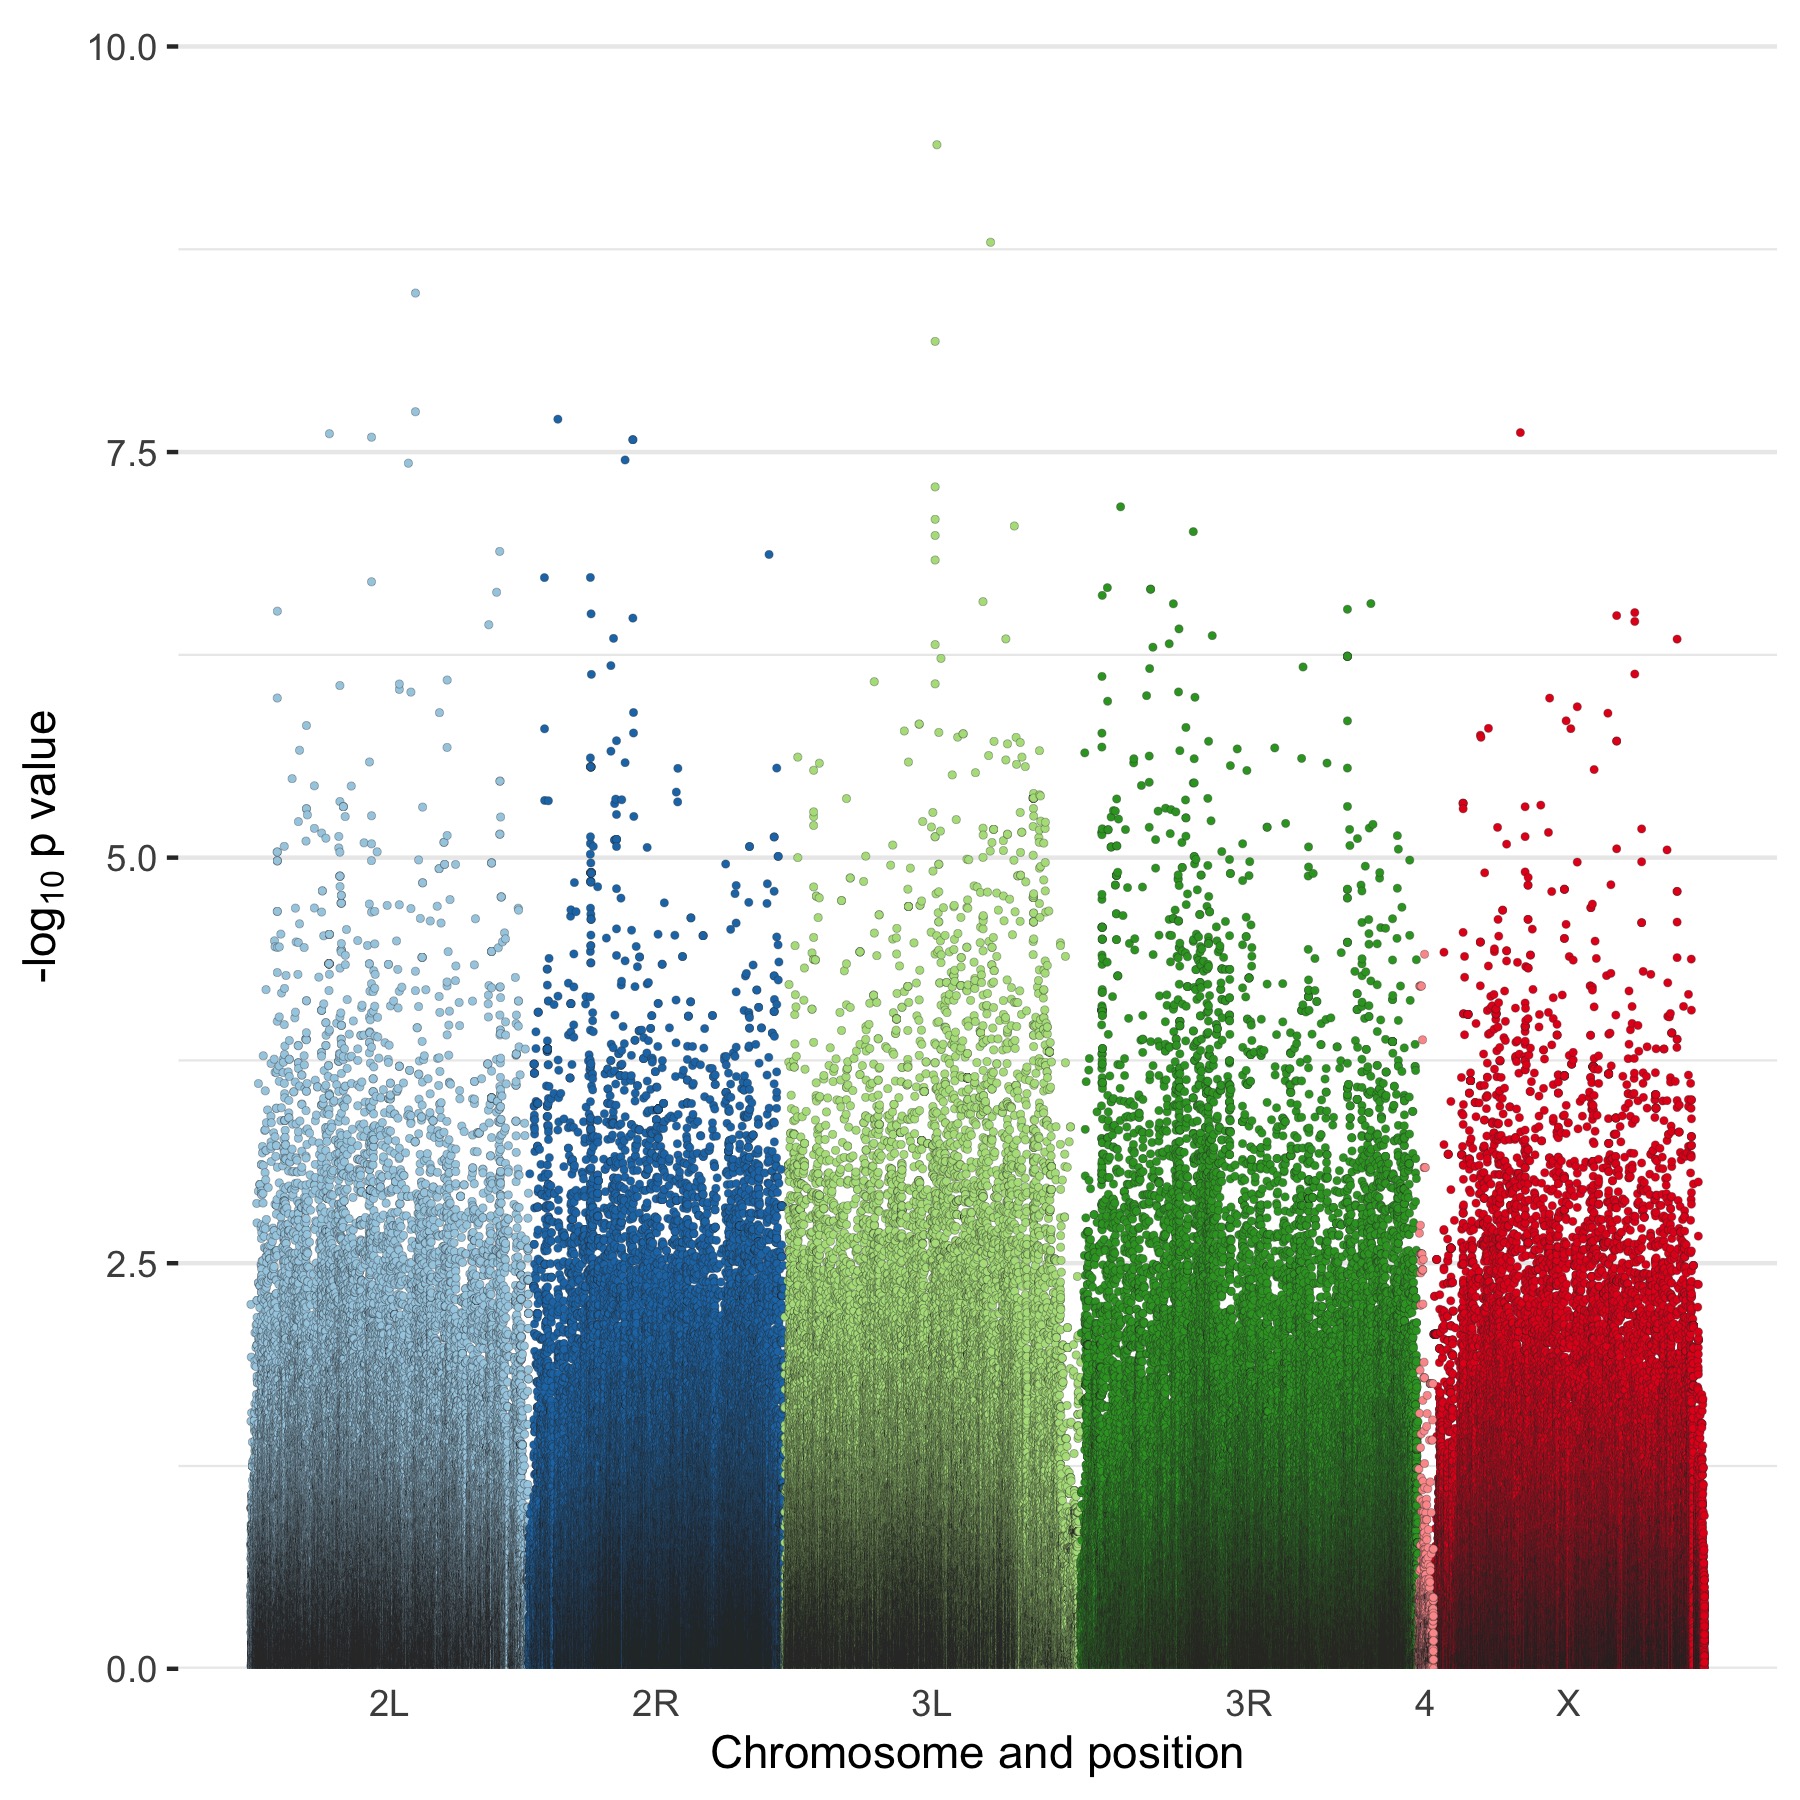 10.0
7.5
5.0
2.5
0.0
-log₁₀ p value
2L 2R 3L 3R 4 X
Chromosome and position